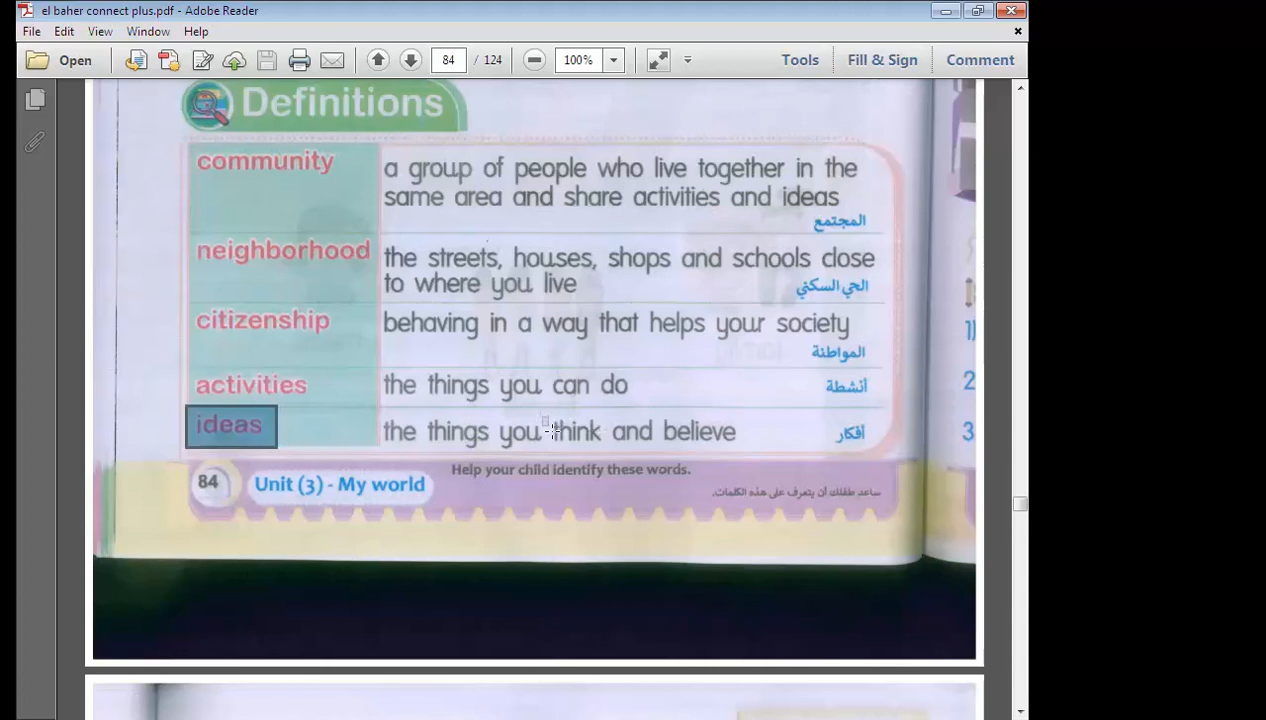 el baher connect plus.pdf - Adobe Reader
File Edit View Window Help
Open 84 / 124 100% Tools Fill & Sign Comment
Definitions
community a group of people who live together in the
same area and share activities and ideas
المجتمع
neighborhood the streets, houses, shops and schools close
to where you live الحي السكني
citizenship behaving in a way that helps your society
المواطنة
activities the things you can do أنشطة
ideas the things you think and believe أفكار
Help your child identify these words.
84 Unit (3) - My world
ساعد طفلك أن يتعرف على هذه الكلمات.
1)
2
3